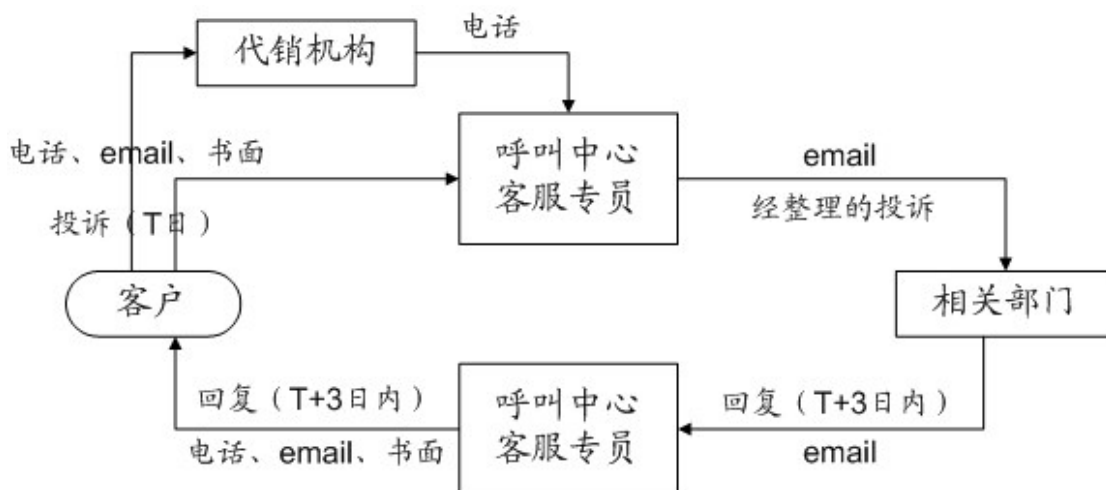 代销机构
电话
电话、email、书面
投诉（T日）
呼叫中心
客服专员
email
经整理的投诉
客户
相关部门
回复（T+3日内）
电话、email、书面
呼叫中心
客服专员
回复（T+3日内）
email